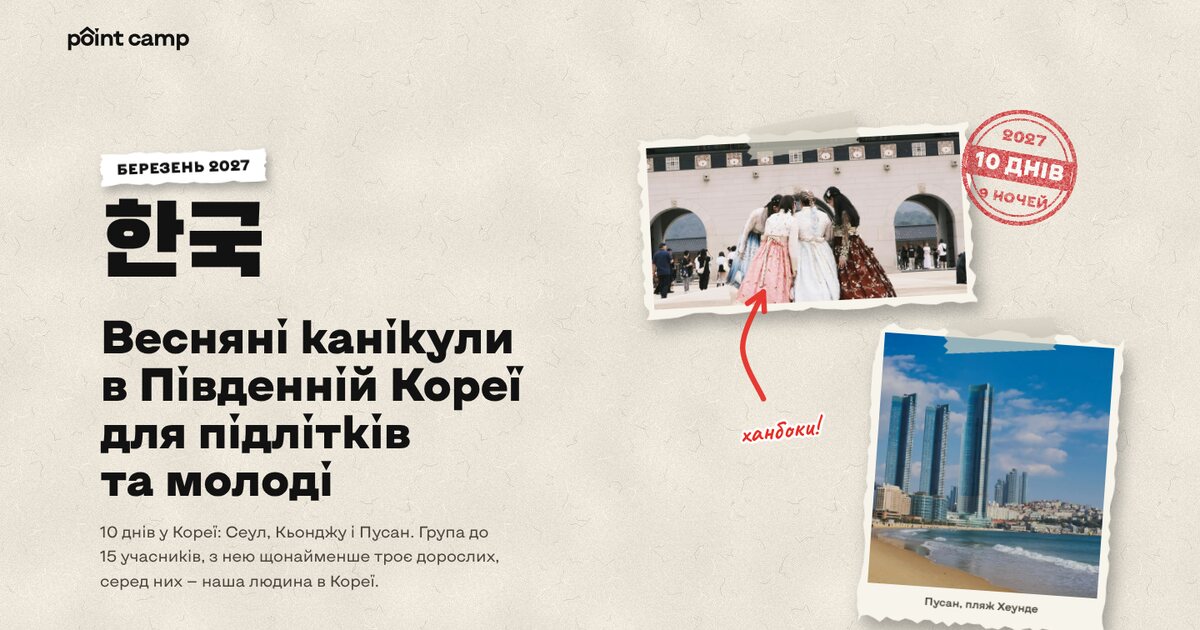 point camp
БЕРЕЗЕНЬ 2027
한국
Весняні канікули
в Південній Кореї
для підлітків
та молоді
10 днів у Кореї: Сеул, Кьонджу і Пусан. Група до
15 учасників, з нею щонайменше троє дорослих,
серед них – наша людина в Кореї.
2027
10 ДНІВ
9 НОЧЕЙ
ханбоки!
Пусан, пляж Хеунде